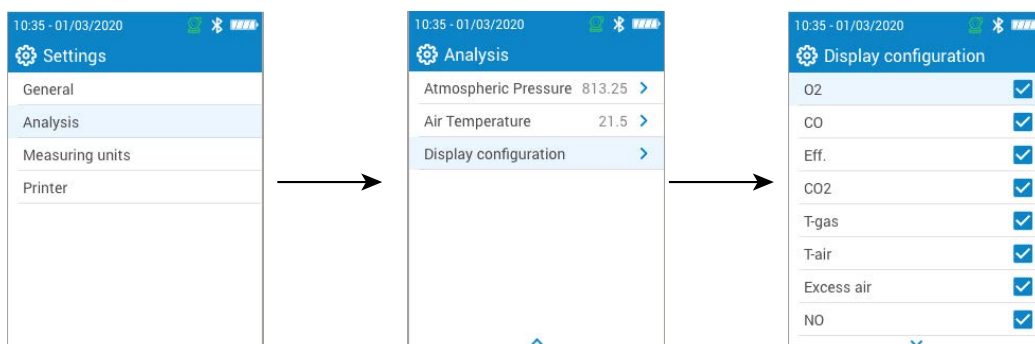 10:35 - 01/03/2020
Settings
General
Analysis
Measuring units
Printer
10:35 - 01/03/2020
Analysis
Atmospheric Pressure 813.25
Air Temperature 21.5
Display configuration
10:35 - 01/03/2020
Display configuration
O2
CO
Eff.
CO2
T-gas
T-air
Excess air
NO